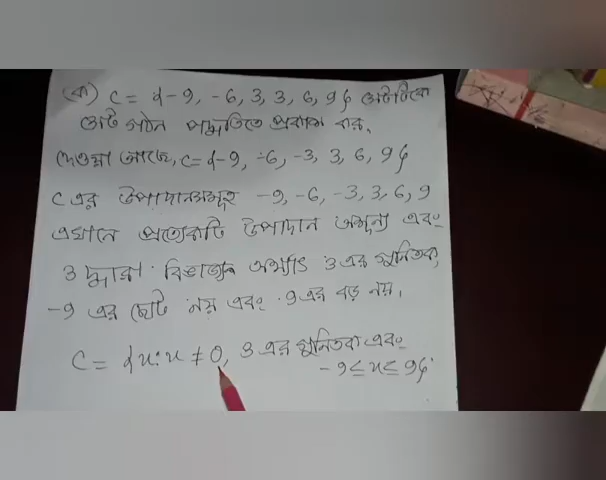 (ক) C = {-9, -6, 3, 3, 6, 9} সেটটিকে
সেট গঠন পদ্ধতিতে প্রকাশ কর,
দেওয়া আছে, C = {-9, -6, -3, 3, 6, 9}
C এর উপাদানসমূহ -9, -6, -3, 3, 6, 9
এখানে প্রত্যেকটি উপাদান অশূন্য এবং
3 দ্বারা বিভাজ্য অর্থ্যাৎ 3 এর গুনিতক,
-9 এর ছোট নয় এবং 9 এর বড় নয়।
C = {x : x ≠ 0, 3 এর গুনিতক এবং
-9 ≤ x ≤ 9}